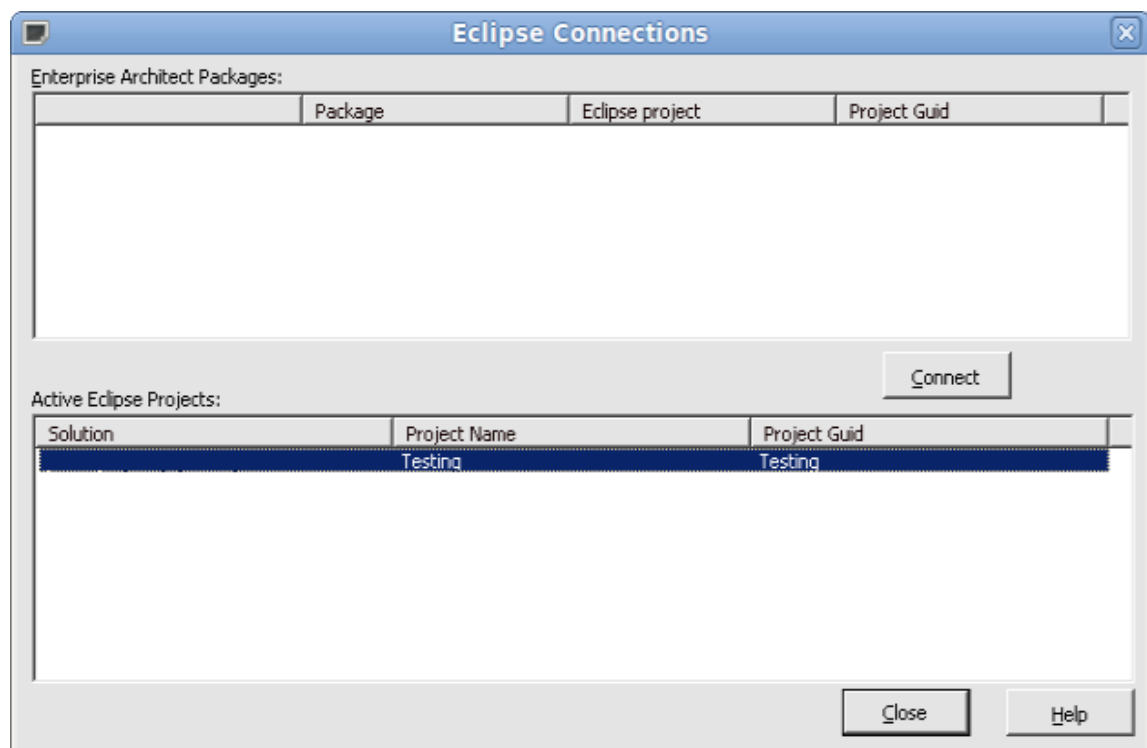 Eclipse Connections
Enterprise Architect Packages:
Package Eclipse project Project Guid
Connect
Active Eclipse Projects:
Solution Project Name Project Guid
Testing Testing
Close Help